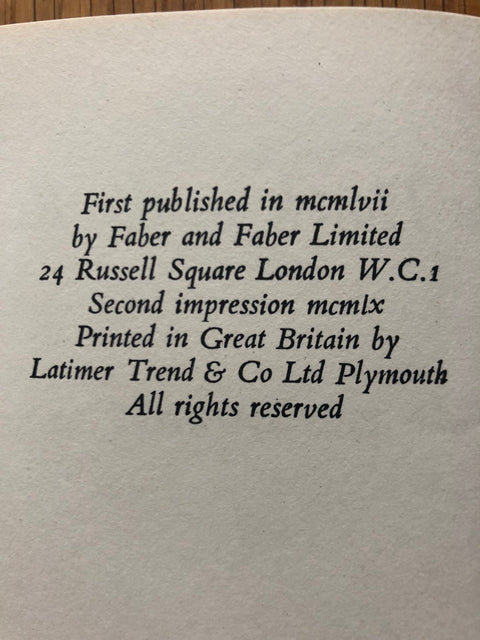 First published in mcmlvii
by Faber and Faber Limited
24 Russell Square London W.C.1
Second impression mcmlx
Printed in Great Britain by
Latimer Trend & Co Ltd Plymouth
All rights reserved